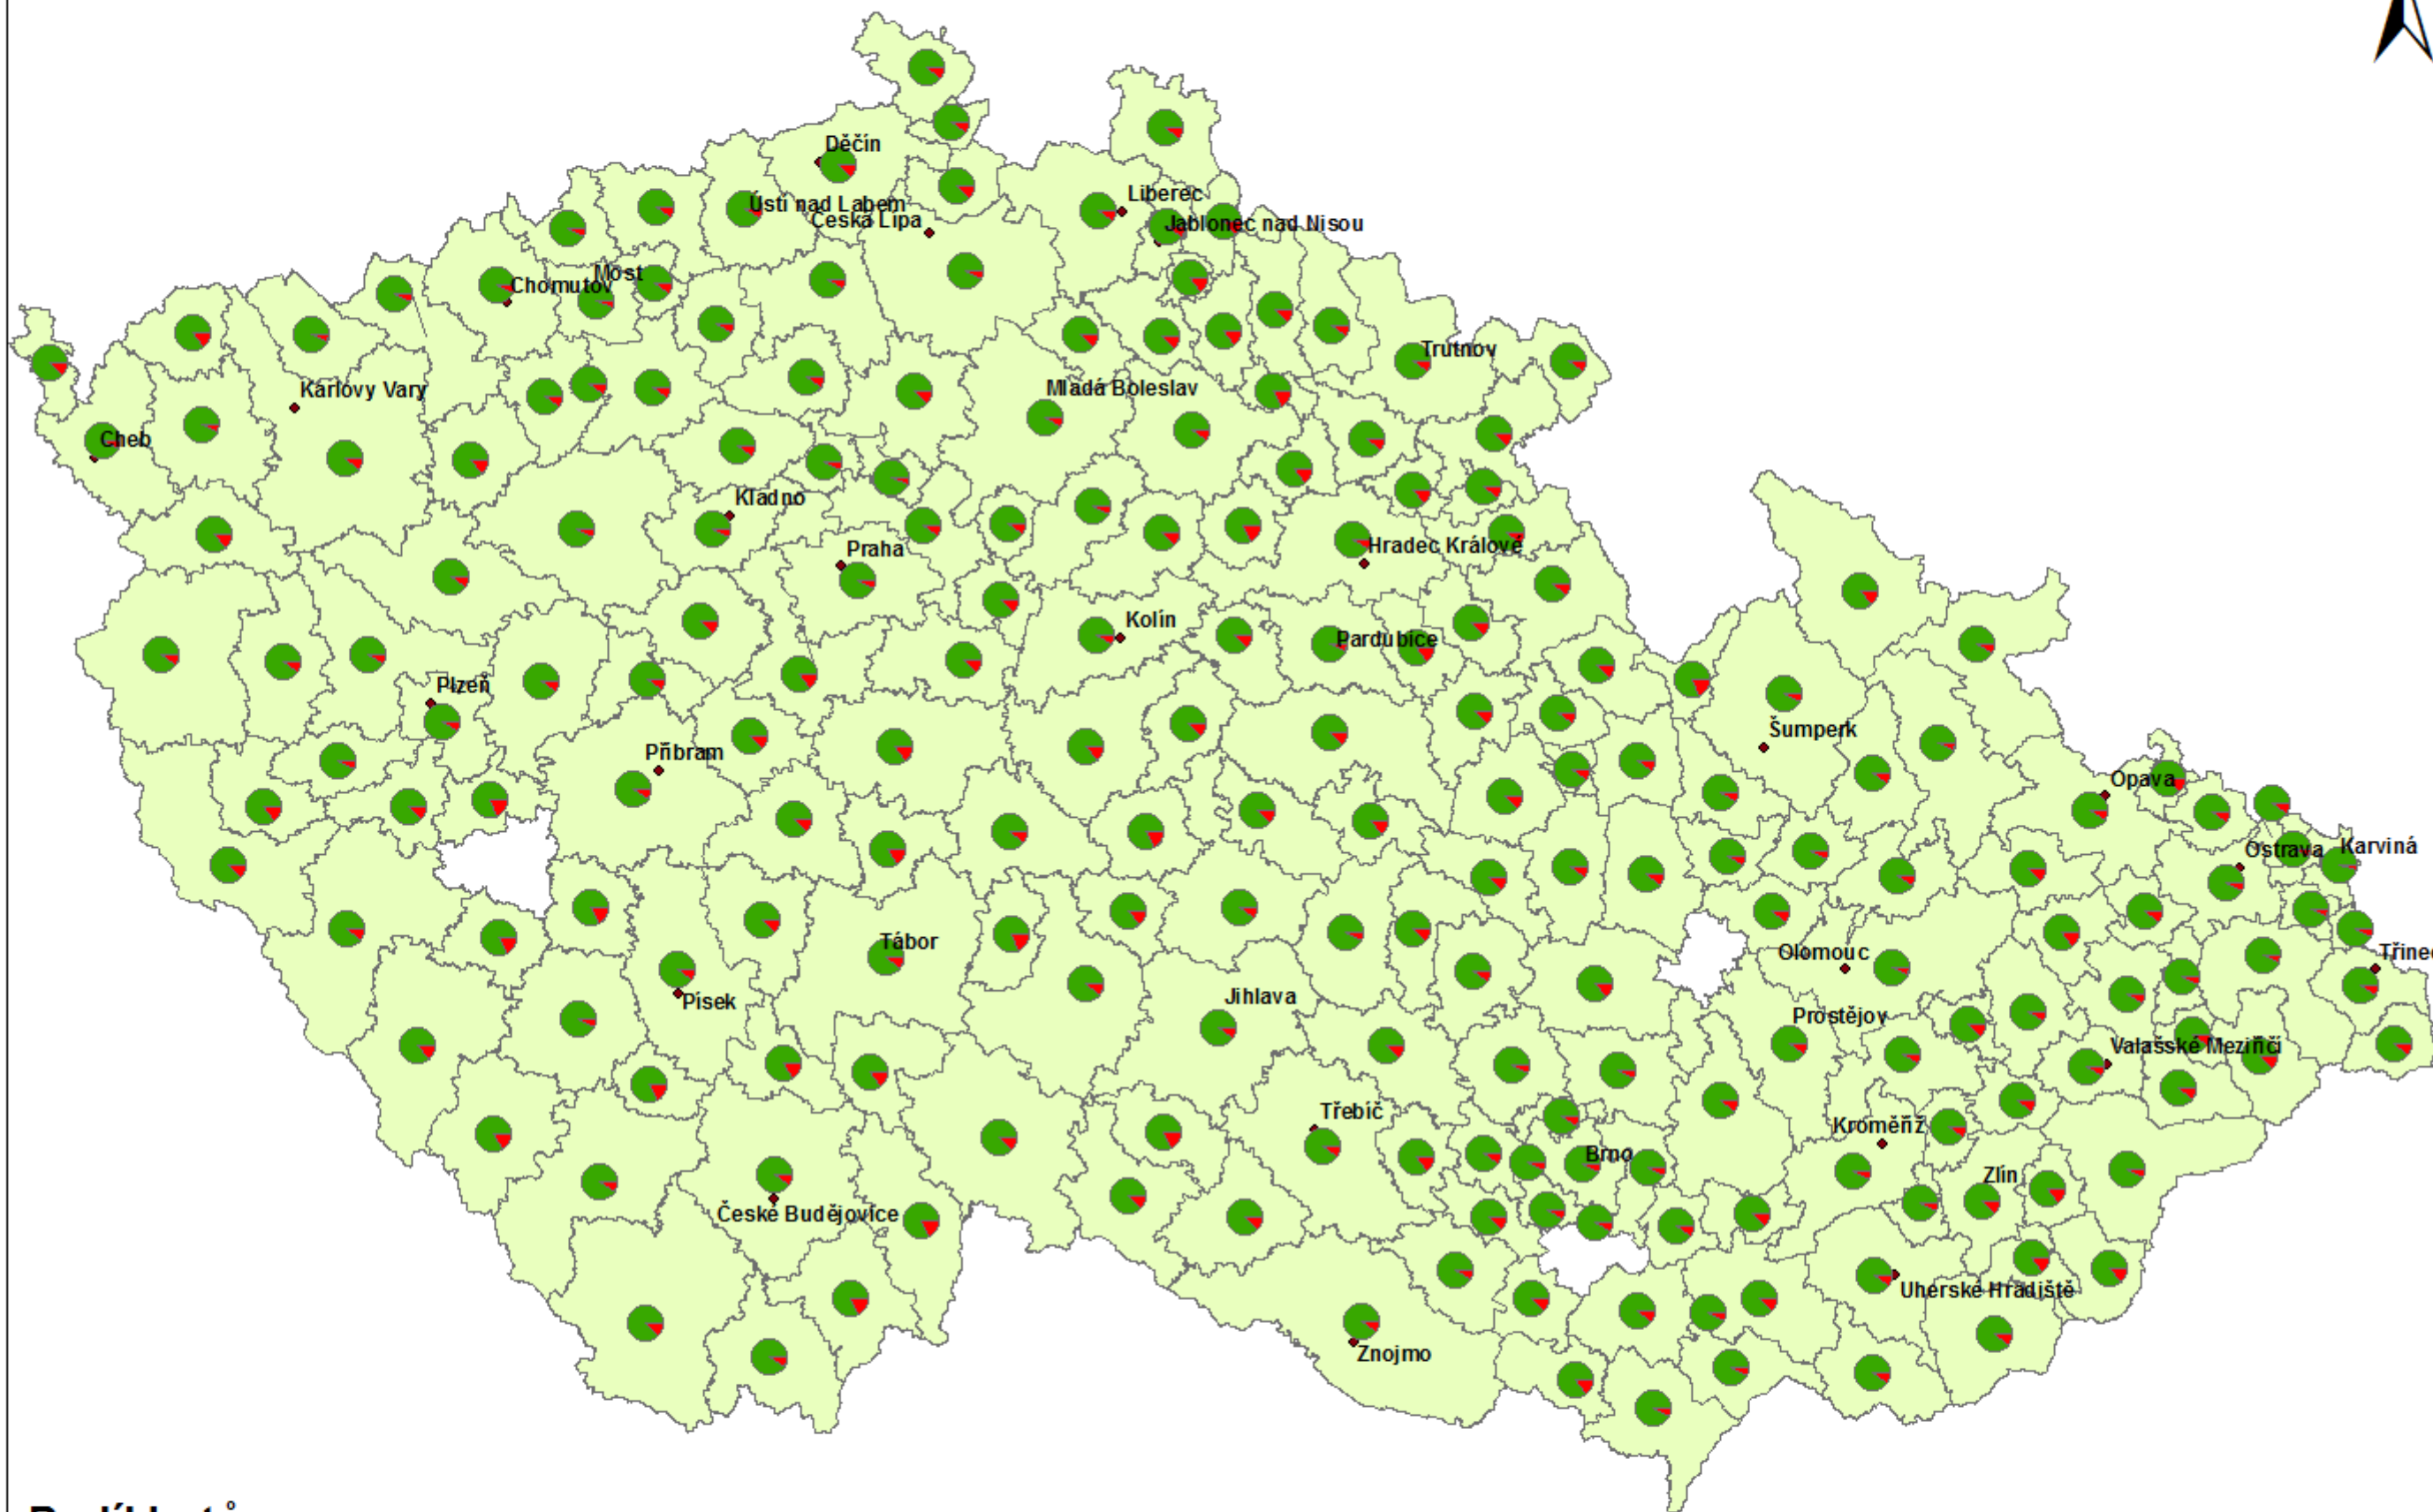 Děčín
Liberec
Ústí nad Labem
Česká Lípa
Jablonec nad Nisou
Most
Chomutov
Trutnov
Karlovy Vary
Mladá Boleslav
Cheb
Kladno
Praha
Hradec Králové
Kolín
Pardubice
Plzeň
Šumperk
Příbram
Opava
Ostrava
Karviná
Tábor
Olomouc
Třinec
Písek
Jihlava
Prostějov
Valašské Meziříčí
Třebíč
Kroměříž
Brno
Zlín
České Budějovice
Uherské Hradiště
Znojmo